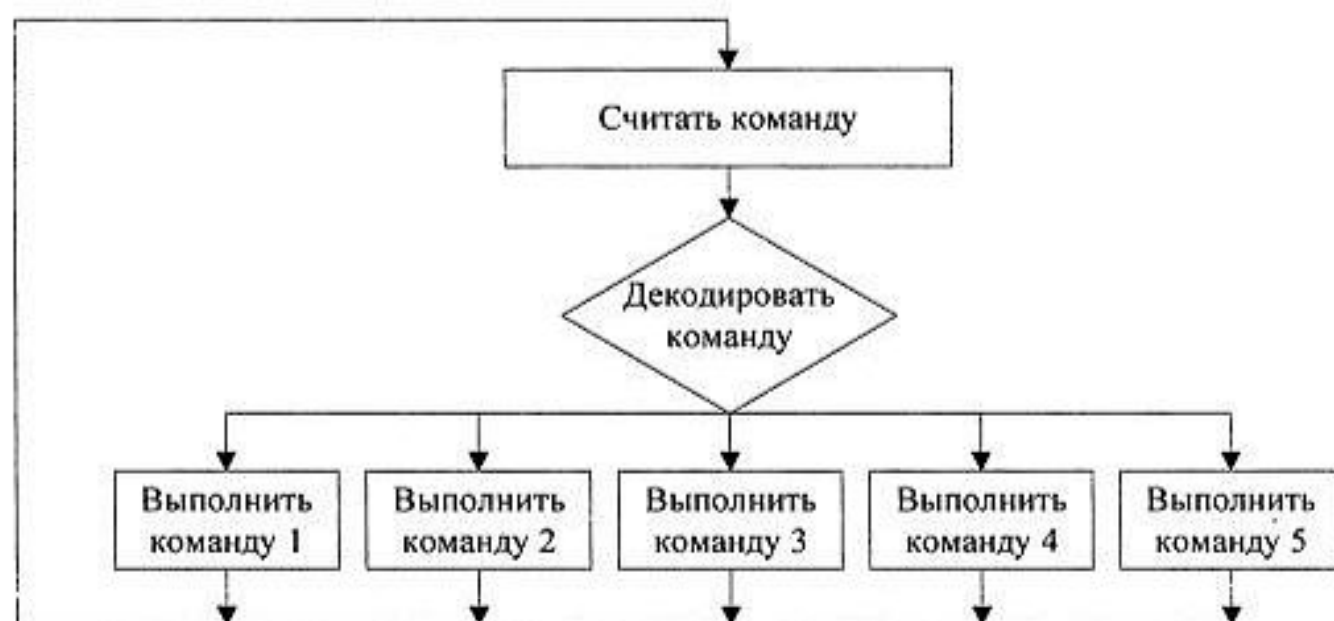 Считать команду
Декодировать
команду
Выполнить
команду 1
Выполнить
команду 2
Выполнить
команду 3
Выполнить
команду 4
Выполнить
команду 5